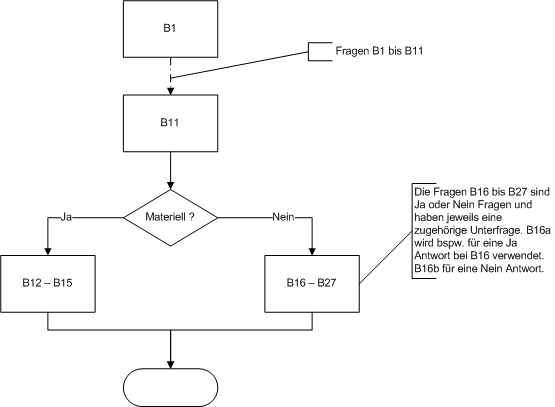 B1
Fragen B1 bis B11
B11
Materiell ?
Ja
Nein
Die Fragen B16 bis B27 sind
Ja oder Nein Fragen und
haben jeweils eine
zugehörige Unterfrage. B16a
wird bspw. für eine Ja
Antwort bei B16 verwendet.
B16b für eine Nein Antwort.
B12 – B15
B16 – B27